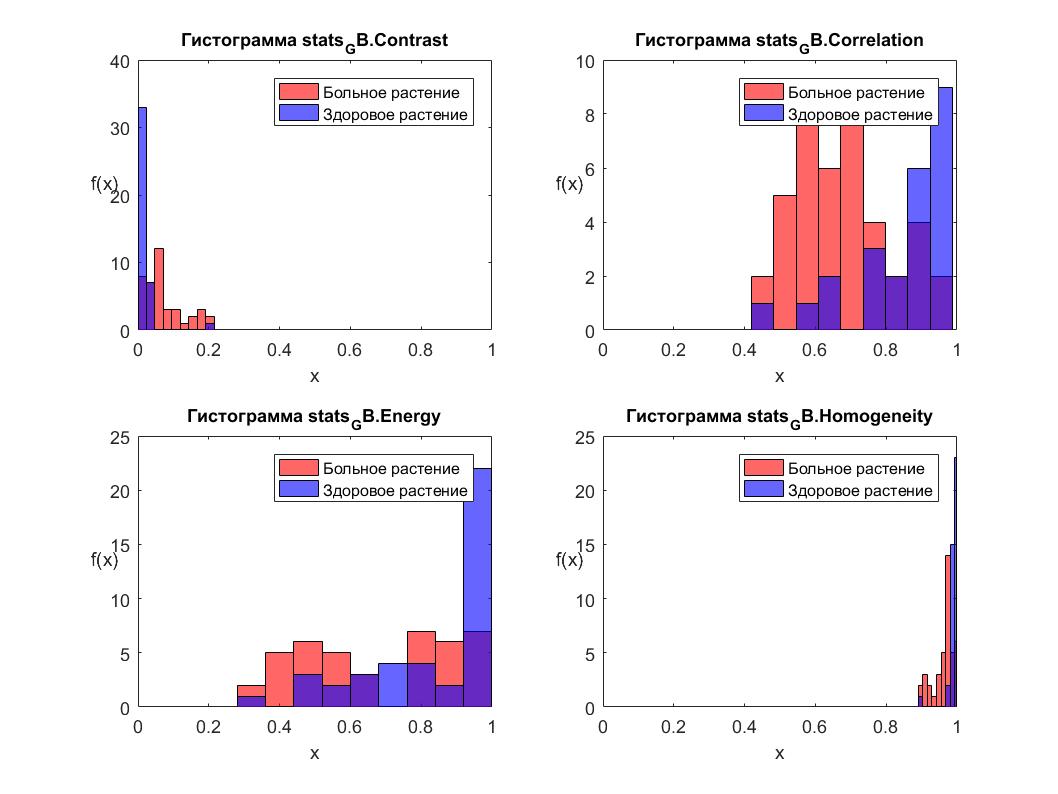 Гистограмма stats_GB.Contrast
Больное растение
Здоровое растение
40
30
20
10
0
f(x)
0 0.2 0.4 0.6 0.8 1
x
Гистограмма stats_GB.Correlation
Больное растение
Здоровое растение
10
8
6
4
2
0
f(x)
0 0.2 0.4 0.6 0.8 1
x
Гистограмма stats_GB.Energy
Больное растение
Здоровое растение
25
20
15
10
5
0
f(x)
0 0.2 0.4 0.6 0.8 1
x
Гистограмма stats_GB.Homogeneity
Больное растение
Здоровое растение
25
20
15
10
5
0
f(x)
0 0.2 0.4 0.6 0.8 1
x